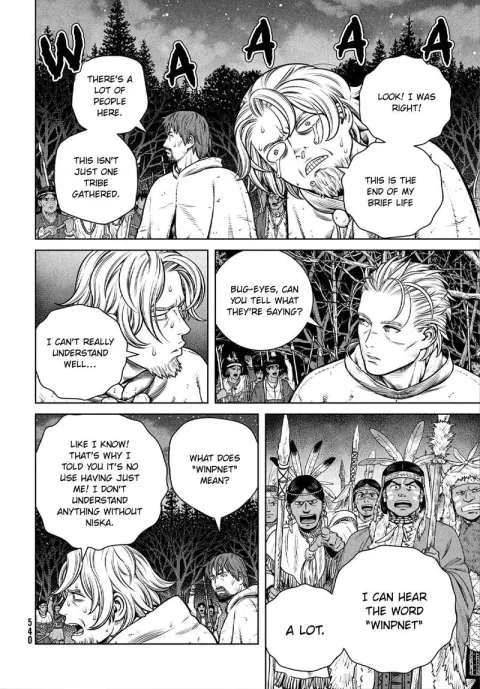 WAAAA
LOOK! I WAS
RIGHT!
THIS IS THE
END OF MY
BRIEF LIFE
THERE'S A
LOT OF
PEOPLE
HERE.
THIS ISN'T
JUST ONE
TRIBE
GATHERED.
BUG-EYES, CAN
YOU TELL WHAT
THEY'RE SAYING?
I CAN'T REALLY
UNDERSTAND
WELL...
I CAN HEAR
THE WORD
"WINPNET"
A LOT.
WHAT DOES
"WINPNET"
MEAN?
LIKE I KNOW!
THAT'S WHY I
TOLD YOU IT'S NO
USE HAVING JUST
ME! I DON'T
UNDERSTAND
ANYTHING WITHOUT
NISKA.
540